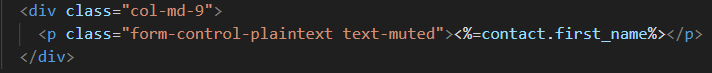 <div class="col-md-9">
<p class="form-control-plaintext text-muted"><%=contact.first_name%></p>
</div>